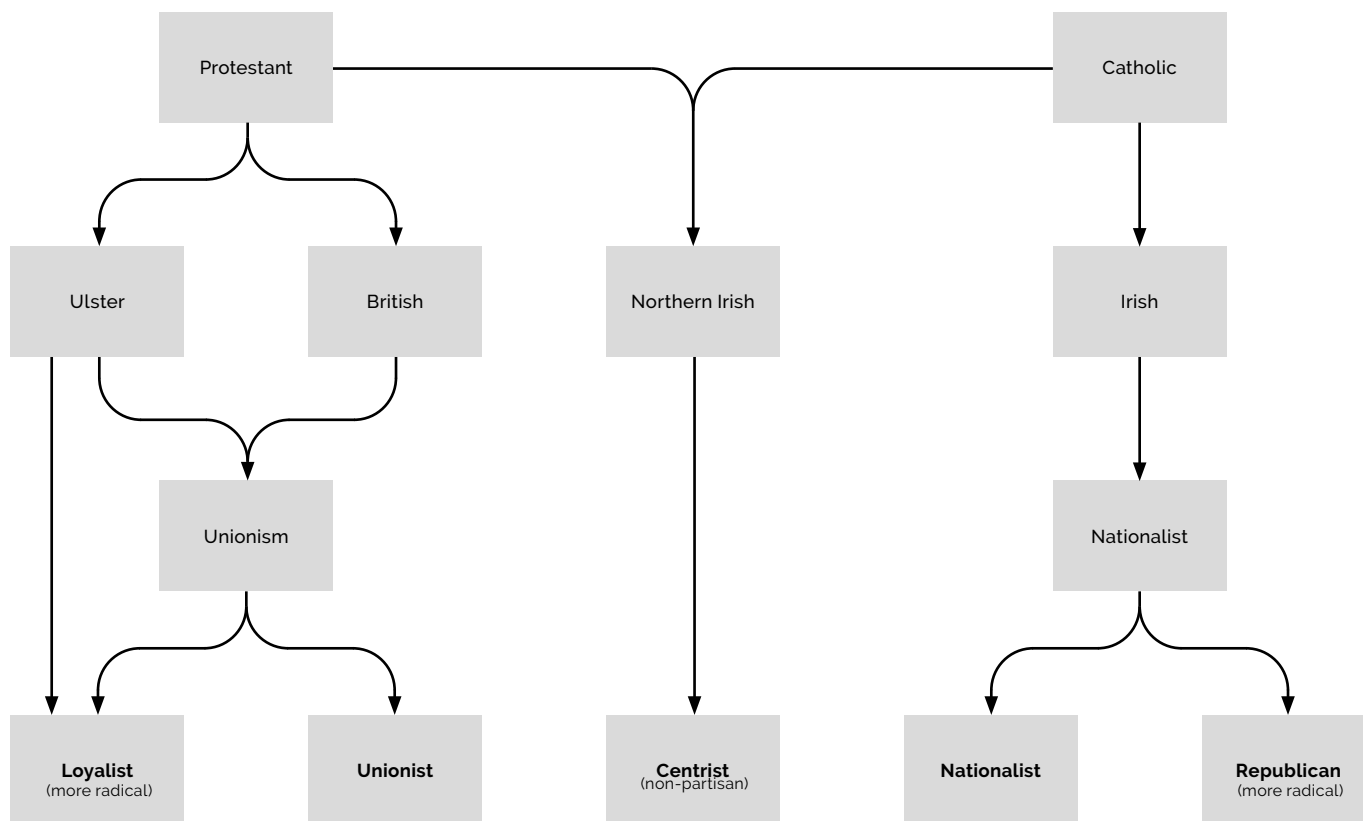 Protestant
Catholic
Ulster
British
Northern Irish
Irish
Unionism
Nationalist
Loyalist
(more radical)
Unionist
Centrist
(non-partisan)
Nationalist
Republican
(more radical)